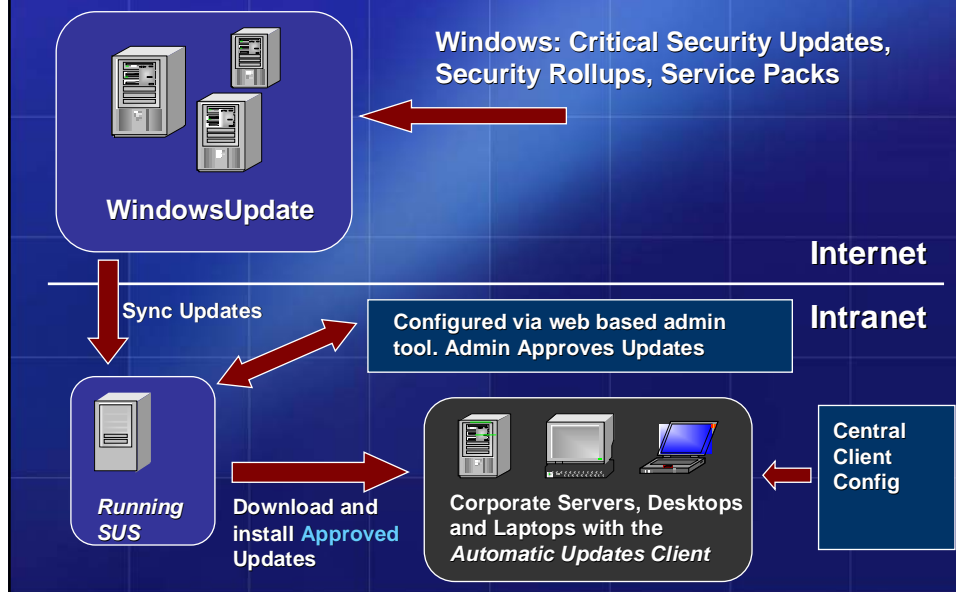 Windows: Critical Security Updates,
Security Rollups, Service Packs
WindowsUpdate
Internet
Sync Updates
Intranet
Configured via web based admin
tool. Admin Approves Updates
Running
SUS
Download and
install Approved
Updates
Corporate Servers, Desktops
and Laptops with the
Automatic Updates Client
Central
Client
Config